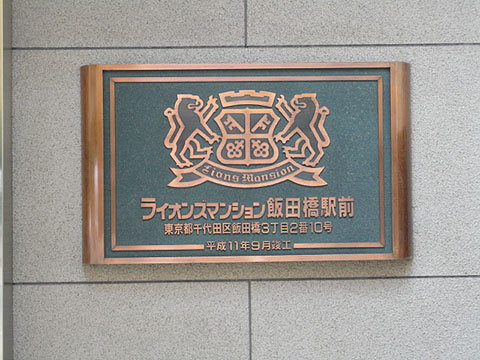 Lions Mansion
ライオンズマンション飯田橋駅前
東京都千代田区飯田橋3丁目2番10号
平成11年9月竣工